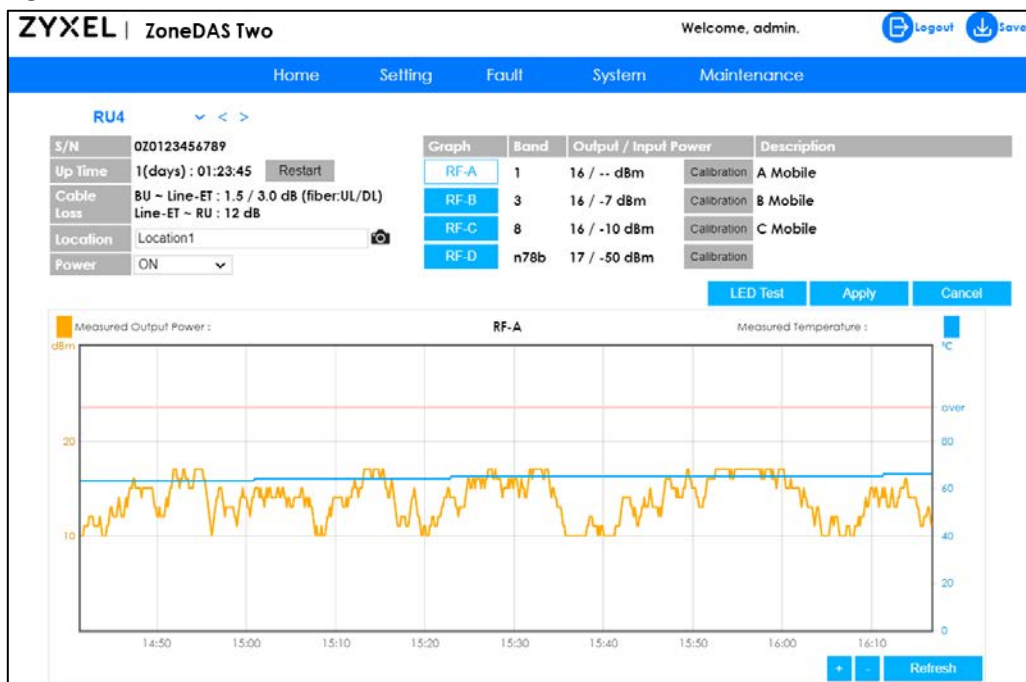 ZYXEL | ZoneDAS Two
Welcome, admin.
Logout
Save
Home Setting Fault System Maintenance
RU4 < >
S/N 0Z0123456789
Up Time 1(days) : 01:23:45 Restart
Cable Loss BU ~ Line-ET : 1.5 / 3.0 dB (fiber:UL/DL)
Line-ET ~ RU : 12 dB
Location Location1
Power ON
Graph Band Output / Input Power Description
RF-A 1 16 / -- dBm Calibration A Mobile
RF-B 3 16 / -7 dBm Calibration B Mobile
RF-C 8 16 / -10 dBm Calibration C Mobile
RF-D n78b 17 / -50 dBm Calibration
LED Test Apply Cancel
Measured Output Power : RF-A Measured Temperature :
dBm °C
over
20 80
60
10 40
20
0
14:50 15:00 15:10 15:20 15:30 15:40 15:50 16:00 16:10
+ - Refresh